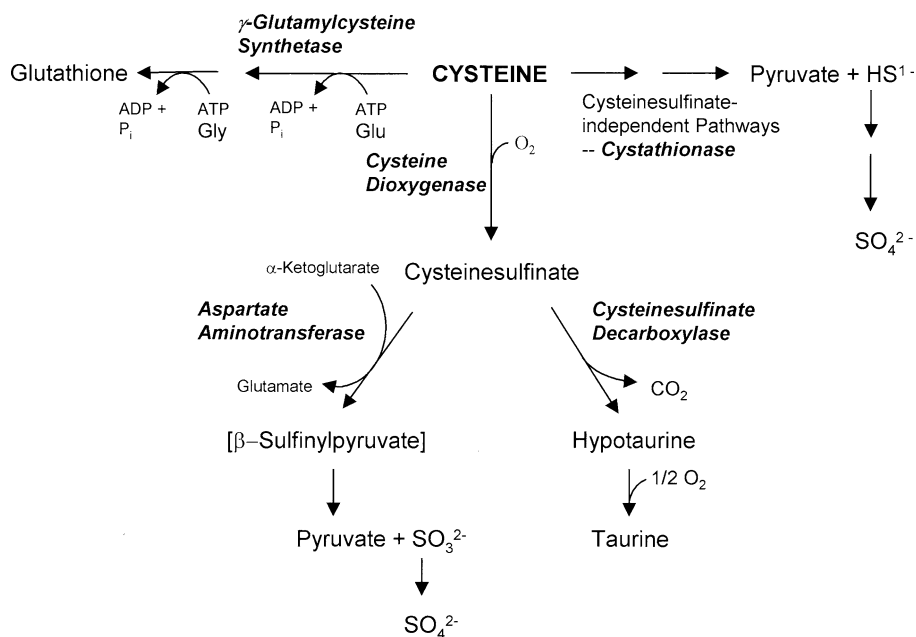 γ-Glutamylcysteine
Synthetase
Glutathione
CYSTEINE
Pyruvate + HS¹⁻
ADP +
Pᵢ
ATP
Gly
ADP +
Pᵢ
ATP
Glu
Cysteinesulfinate-
independent Pathways
-- Cystathionase
O₂
Cysteine
Dioxygenase
SO₄²⁻
α-Ketoglutarate
Cysteinesulfinate
Aspartate
Aminotransferase
Cysteinesulfinate
Decarboxylase
Glutamate
CO₂
[β–Sulfinylpyruvate]
Hypotaurine
1/2 O₂
Pyruvate + SO₃²⁻
Taurine
SO₄²⁻